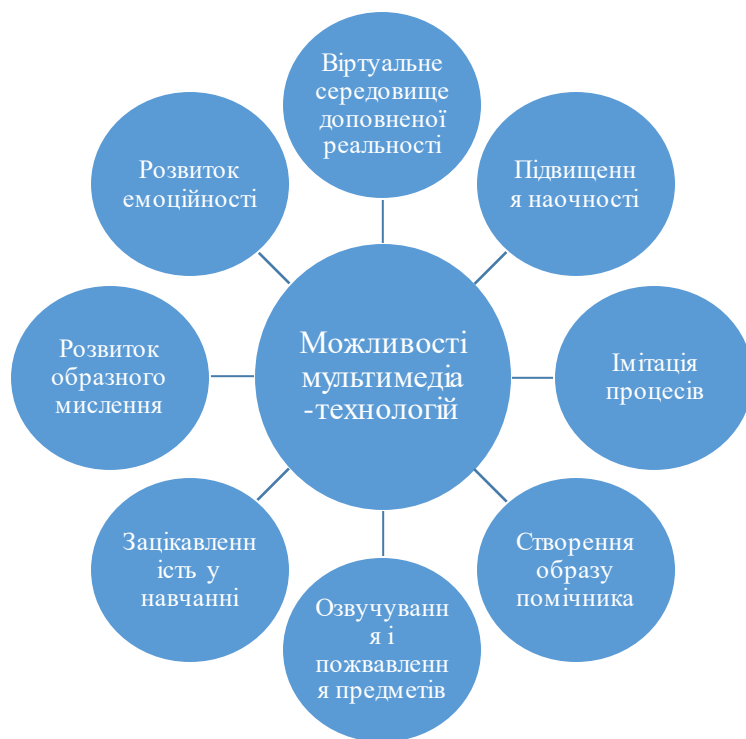 Віртуальне
середовище
доповненої
реальності
Підвищенн
я наочності
Імітація
процесів
Створення
образу
помічника
Озвучуванн
я і
пожвавленн
я предметів
Зацікавленн
ість у
навчанні
Розвиток
образного
мислення
Розвиток
емоційності
Можливості
мультимедіа
-технологій